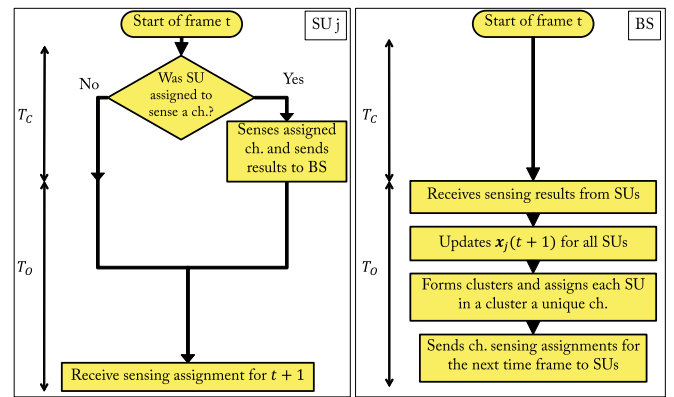 Start of frame t
SU j
No
Was SU
assigned to
sense a ch.?
Yes
T_C
Senses assigned
ch. and sends
results to BS
T_O
Receive sensing assignment for t + 1
Start of frame t
BS
T_C
Receives sensing results from SUs
Updates x_j(t + 1) for all SUs
T_O
Forms clusters and assigns each SU
in a cluster a unique ch.
Sends ch. sensing assignments for
the next time frame to SUs